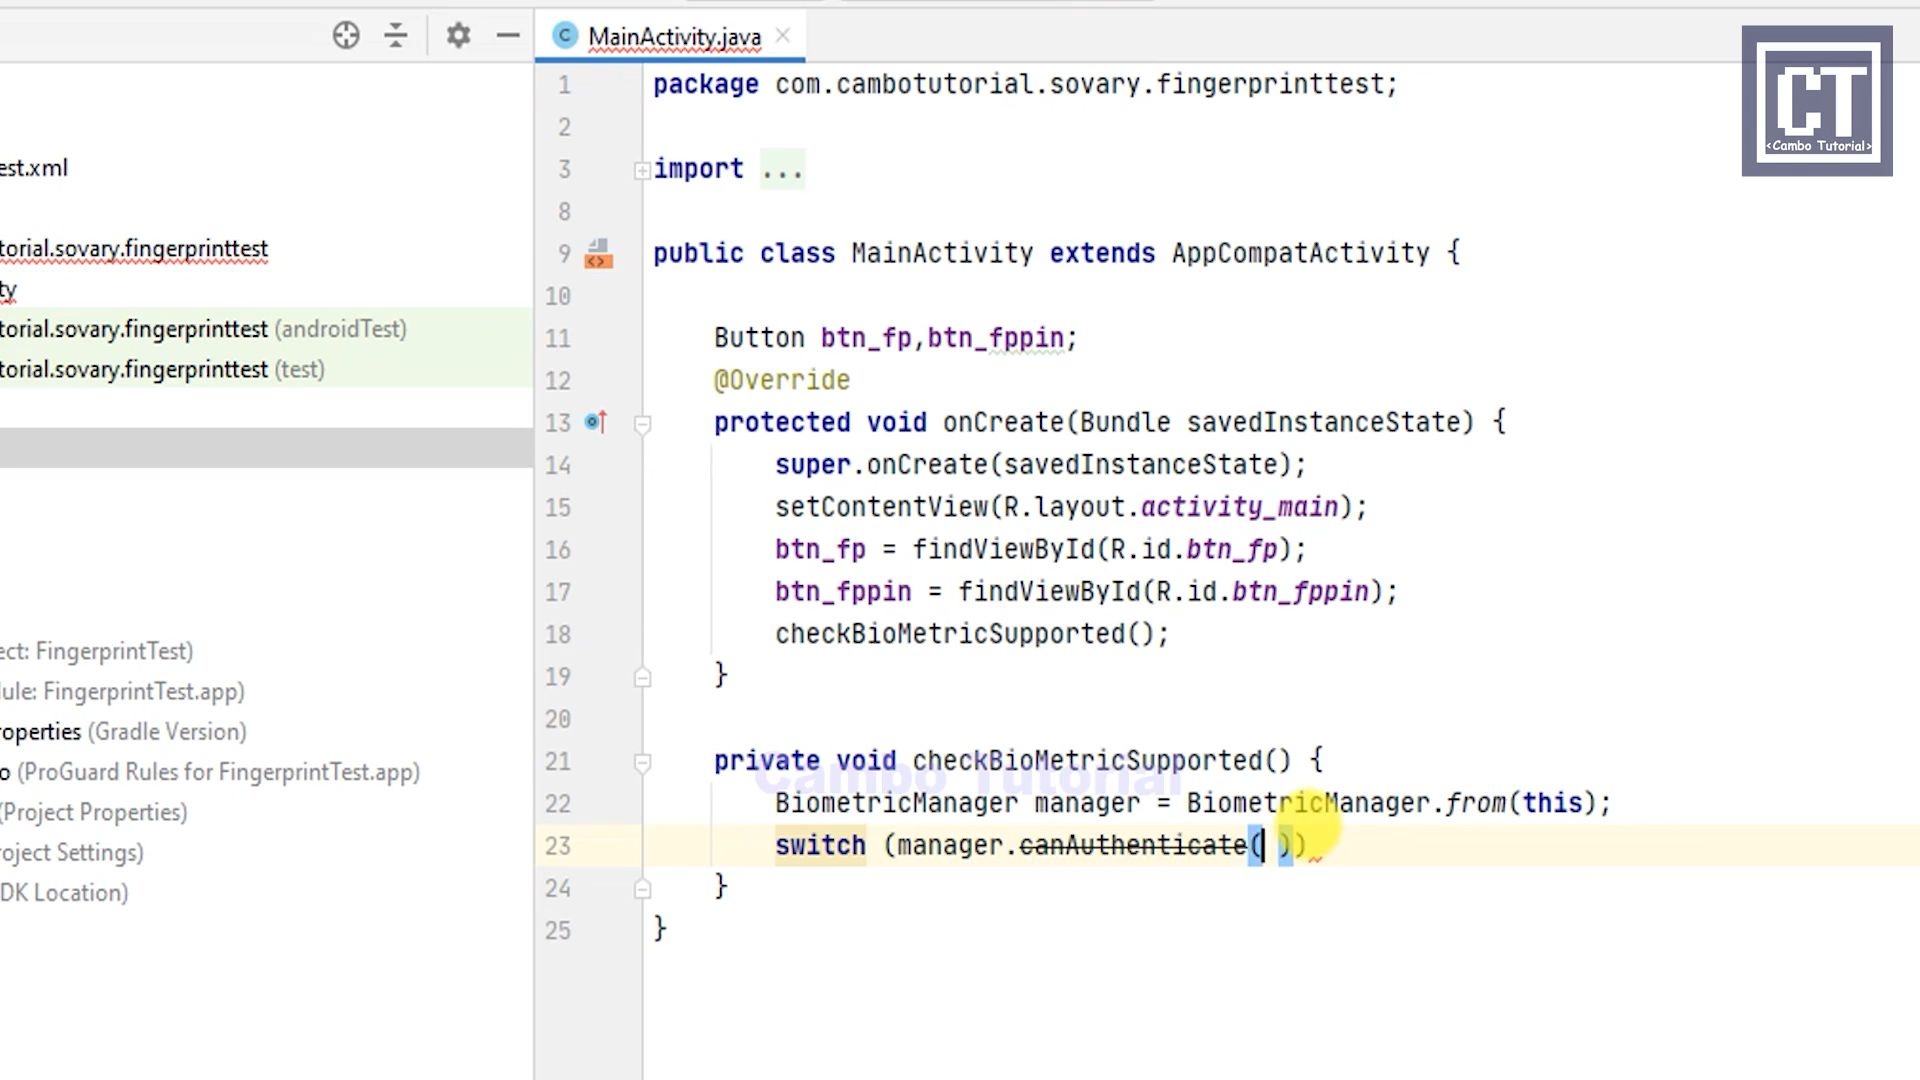 MainActivity.java
CT
<Cambo Tutorial>
est.xml
torial.sovary.fingerprinttest
ty
torial.sovary.fingerprinttest (androidTest)
torial.sovary.fingerprinttest (test)
ect: FingerprintTest)
dule: FingerprintTest.app)
roperties (Gradle Version)
o (ProGuard Rules for FingerprintTest.app)
(Project Properties)
roject Settings)
DK Location)
1 package com.cambotutorial.sovary.fingerprinttest;
2
3 import ...
8
9 public class MainActivity extends AppCompatActivity {
10
11 Button btn_fp,btn_fppin;
12 @Override
13 protected void onCreate(Bundle savedInstanceState) {
14 super.onCreate(savedInstanceState);
15 setContentView(R.layout.activity_main);
16 btn_fp = findViewById(R.id.btn_fp);
17 btn_fppin = findViewById(R.id.btn_fppin);
18 checkBioMetricSupported();
19 }
20
21 private void checkBioMetricSupported() {
Cambo Tutorial
22 BiometricManager manager = BiometricManager.from(this);
23 switch (manager.canAuthenticate( ))
24 }
25 }